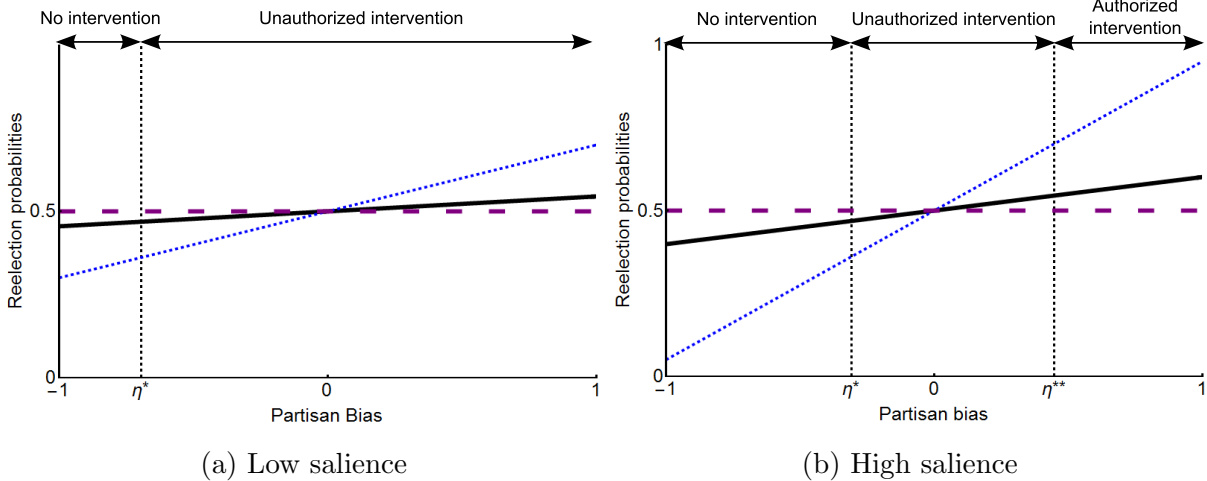 No intervention
Unauthorized intervention
Reelection probabilities
0.5
0
−1
η*
0
1
Partisan Bias
(a) Low salience
No intervention
Unauthorized intervention
Authorized
intervention
Reelection probabilities
1
0.5
0
−1
η*
0
η**
1
Partisan bias
(b) High salience